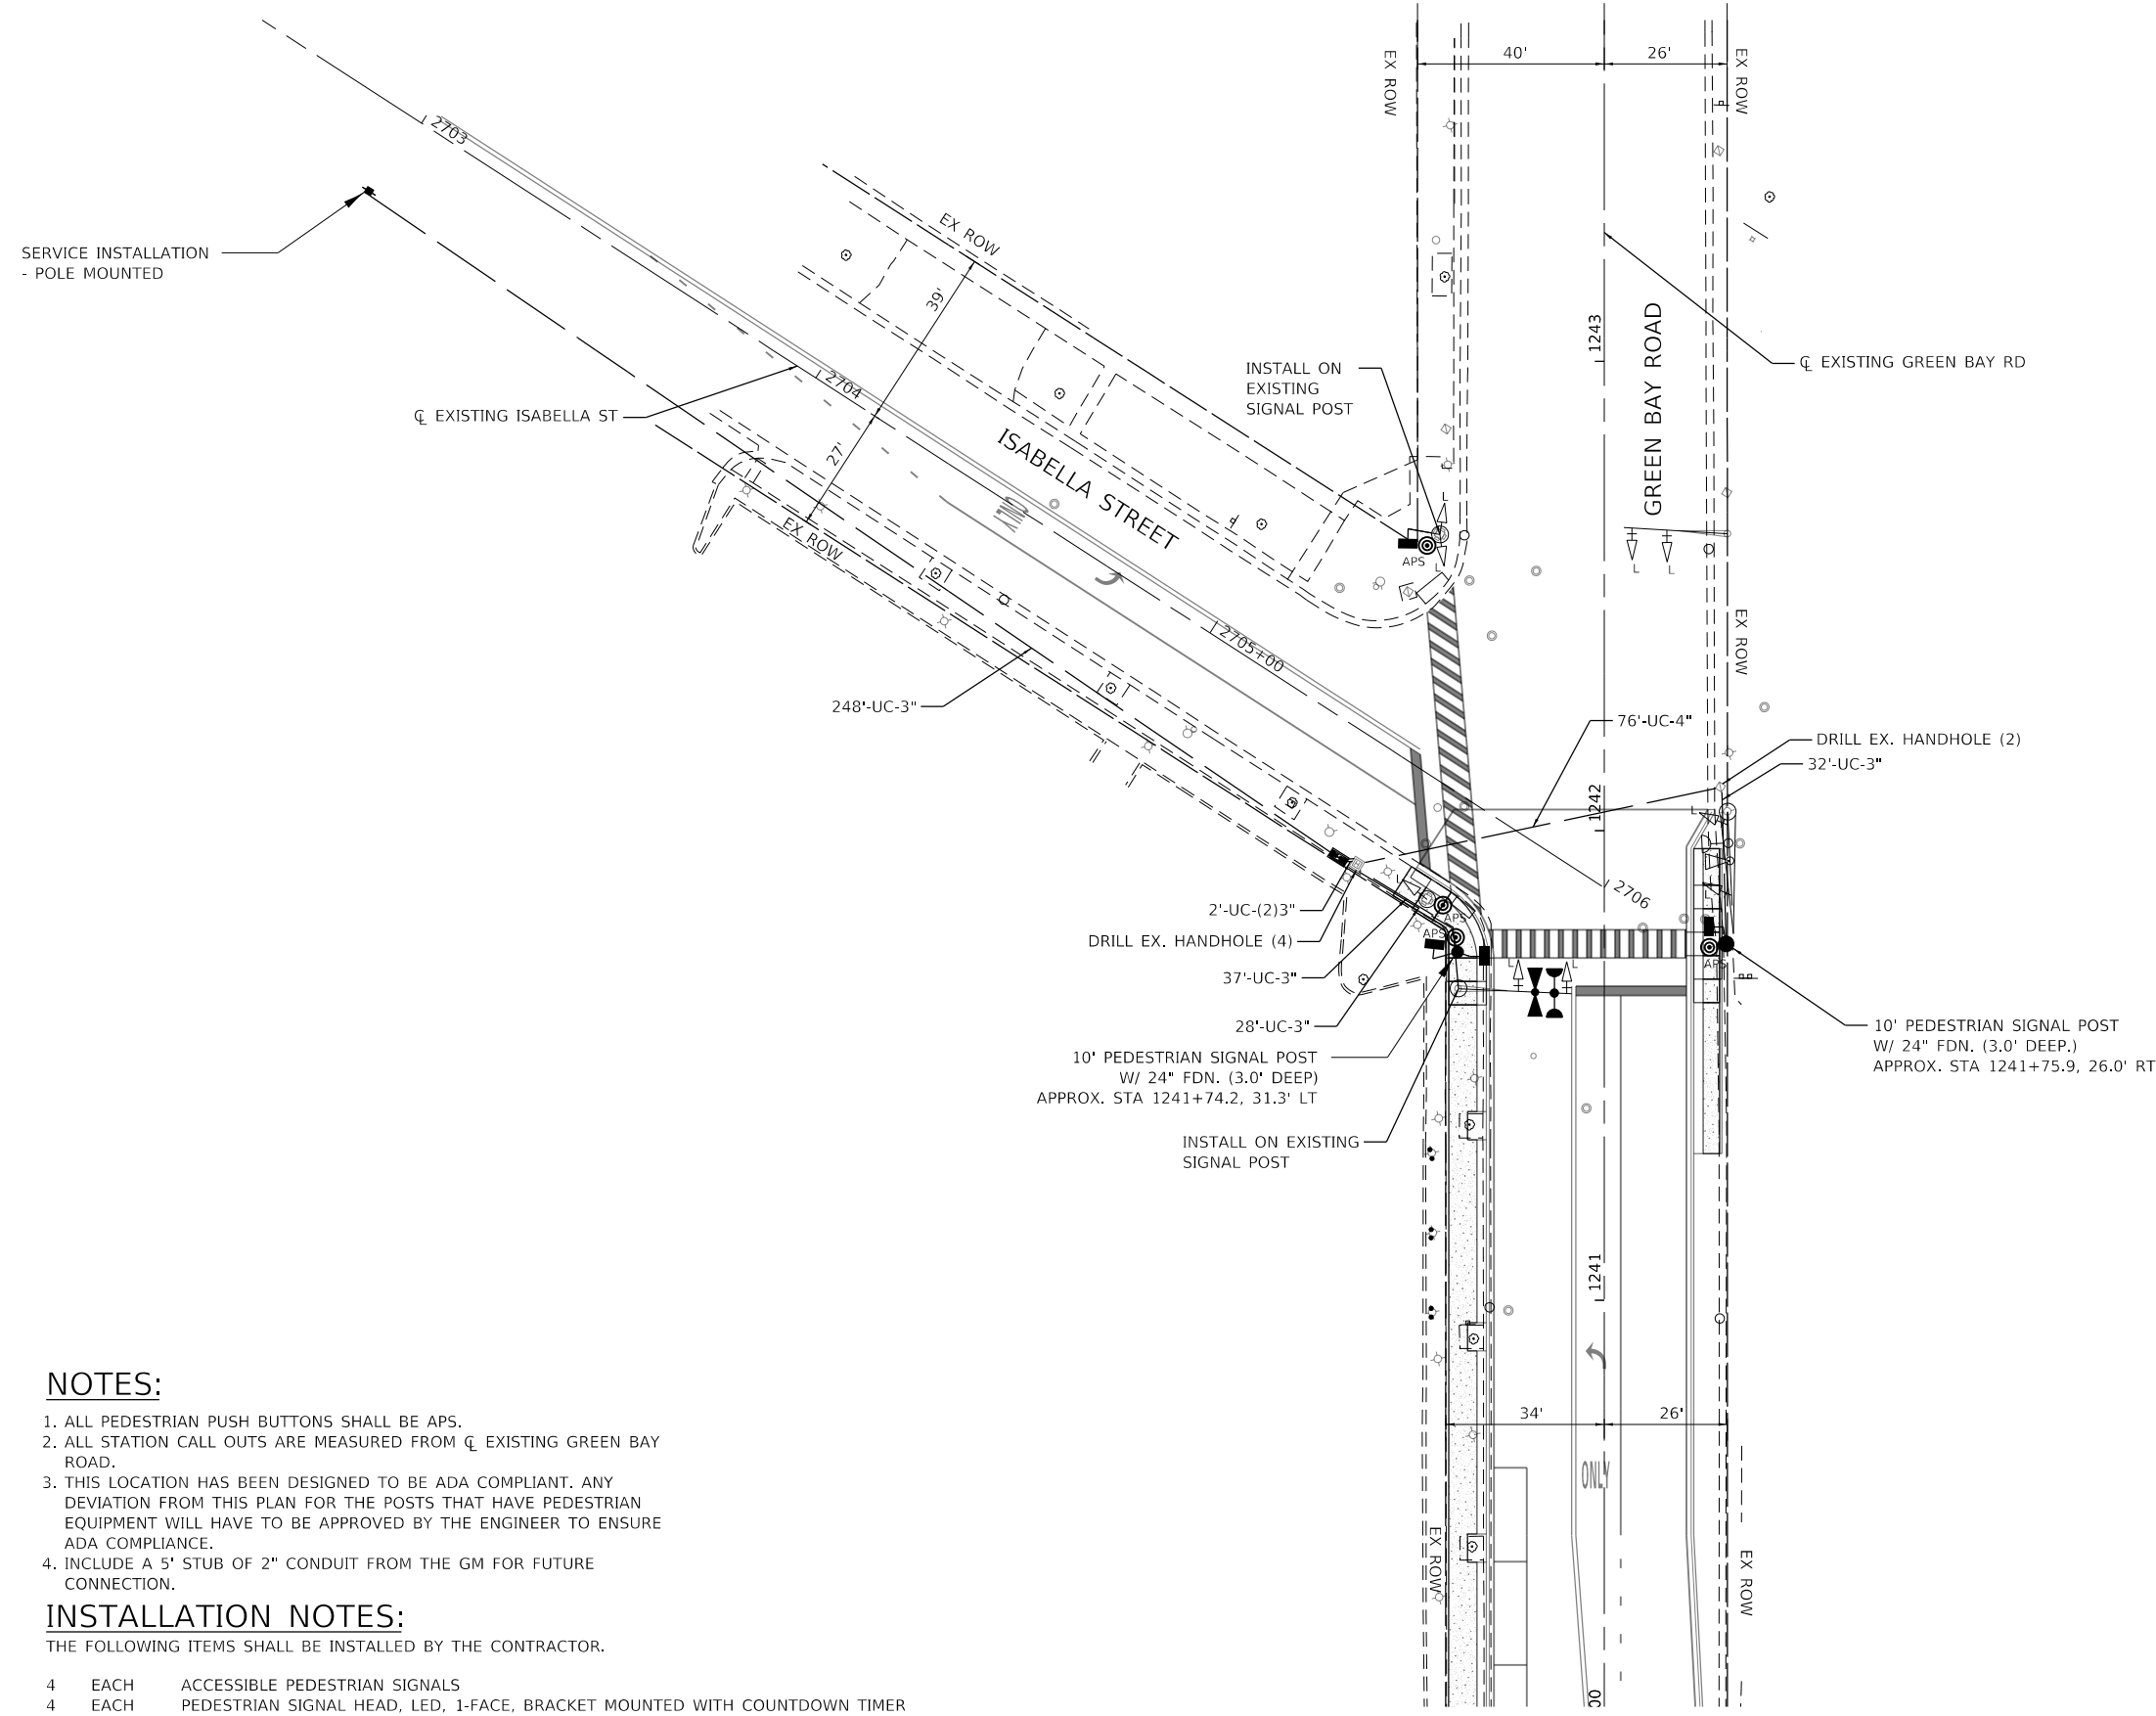 40'
26'
EX ROW
EX ROW
2703
EX ROW
SERVICE INSTALLATION
- POLE MOUNTED
39'
1243
GREEN BAY ROAD
INSTALL ON
EXISTING
SIGNAL POST
℄ EXISTING GREEN BAY RD
2704
℄ EXISTING ISABELLA ST
27'
ISABELLA STREET
ONLY
EX ROW
APS
L
L
L
L
EX ROW
2705+00
248'-UC-3"
76'-UC-4"
DRILL EX. HANDHOLE (2)
32'-UC-3"
1242
L
L
2706
2'-UC-(2)3"
APS
APS
DRILL EX. HANDHOLE (4)
L
L
APS
37'-UC-3"
28'-UC-3"
10' PEDESTRIAN SIGNAL POST
W/ 24" FDN. (3.0' DEEP)
APPROX. STA 1241+74.2, 31.3' LT
10' PEDESTRIAN SIGNAL POST
W/ 24" FDN. (3.0' DEEP.)
APPROX. STA 1241+75.9, 26.0' RT
INSTALL ON EXISTING
SIGNAL POST
1241
34'
26'
ONLY
EX ROW
EX ROW
00
NOTES:
1. ALL PEDESTRIAN PUSH BUTTONS SHALL BE APS.
2. ALL STATION CALL OUTS ARE MEASURED FROM ℄ EXISTING GREEN BAY
ROAD.
3. THIS LOCATION HAS BEEN DESIGNED TO BE ADA COMPLIANT. ANY
DEVIATION FROM THIS PLAN FOR THE POSTS THAT HAVE PEDESTRIAN
EQUIPMENT WILL HAVE TO BE APPROVED BY THE ENGINEER TO ENSURE
ADA COMPLIANCE.
4. INCLUDE A 5' STUB OF 2" CONDUIT FROM THE GM FOR FUTURE
CONNECTION.
INSTALLATION NOTES:
THE FOLLOWING ITEMS SHALL BE INSTALLED BY THE CONTRACTOR.
4 EACH ACCESSIBLE PEDESTRIAN SIGNALS
4 EACH PEDESTRIAN SIGNAL HEAD, LED, 1-FACE, BRACKET MOUNTED WITH COUNTDOWN TIMER